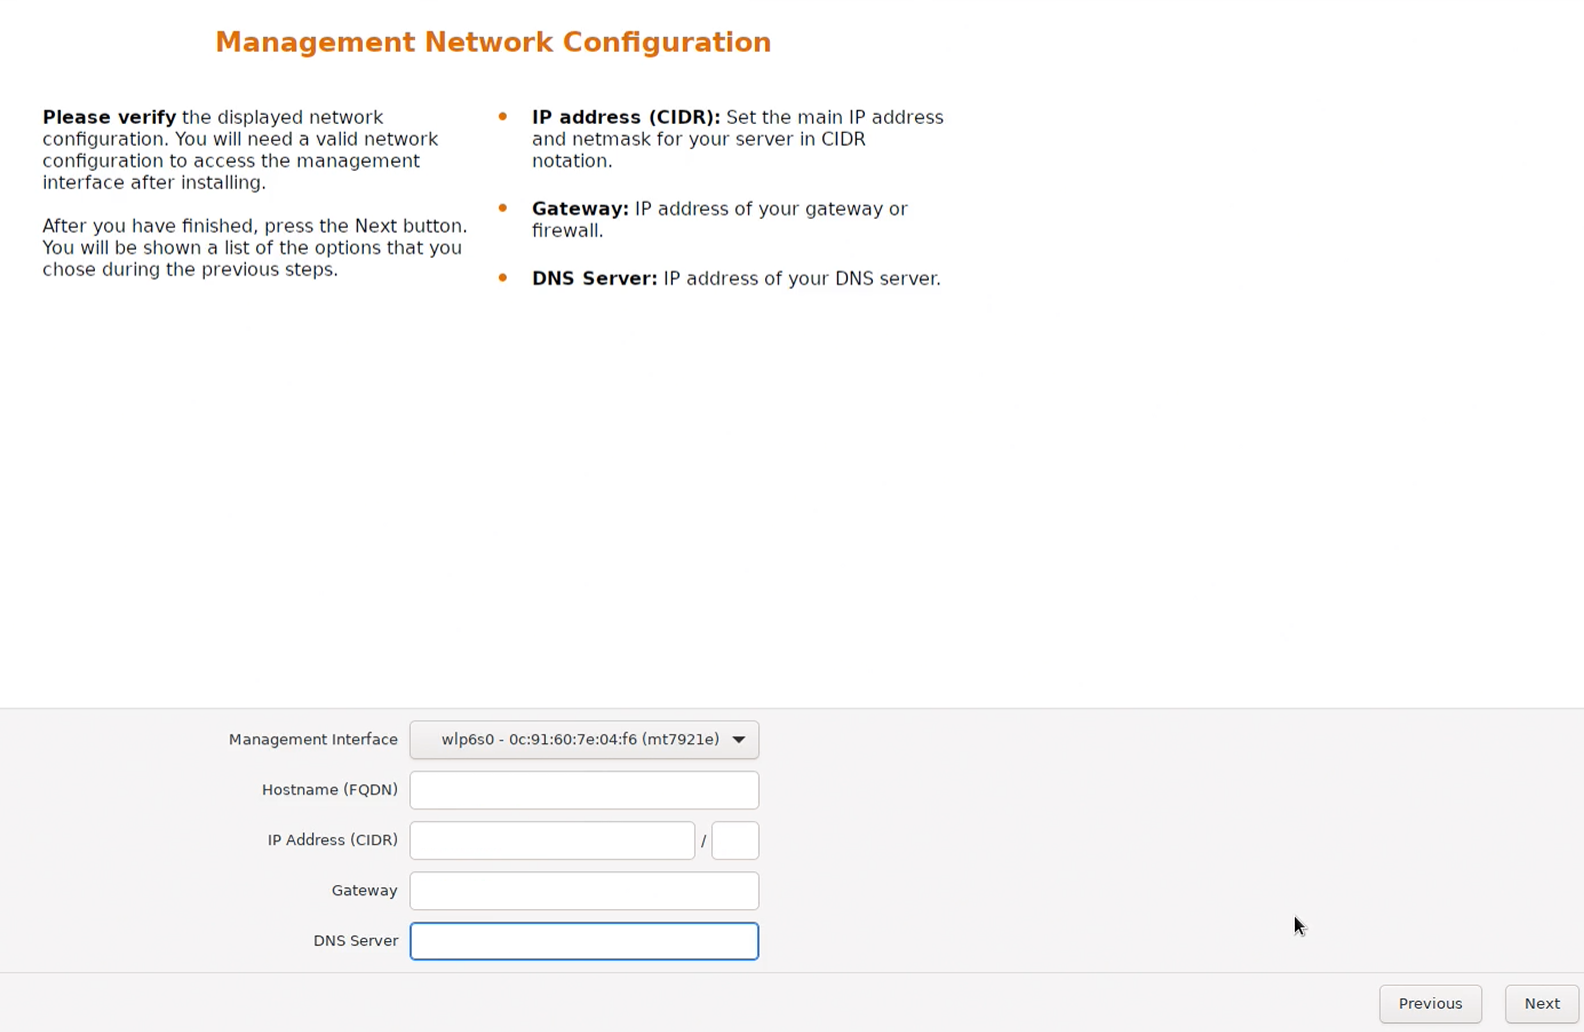 Management Network Configuration
Please verify the displayed network
configuration. You will need a valid network
configuration to access the management
interface after installing.
After you have finished, press the Next button.
You will be shown a list of the options that you
chose during the previous steps.
• IP address (CIDR): Set the main IP address
and netmask for your server in CIDR
notation.
• Gateway: IP address of your gateway or
firewall.
• DNS Server: IP address of your DNS server.
Management Interface wlp6s0 - 0c:91:60:7e:04:f6 (mt7921e)
Hostname (FQDN)
IP Address (CIDR) /
Gateway
DNS Server
Previous Next